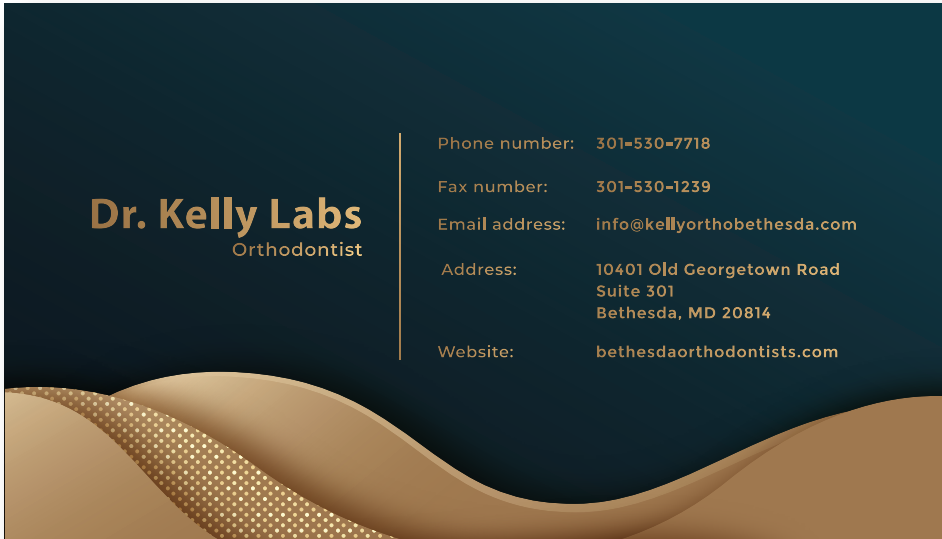 Dr. Kelly Labs
Orthodontist
Phone number: 301-530-7718
Fax number: 301-530-1239
Email address: info@kellyorthobethesda.com
Address: 10401 Old Georgetown Road
Suite 301
Bethesda, MD 20814
Website: bethesdaorthodontists.com